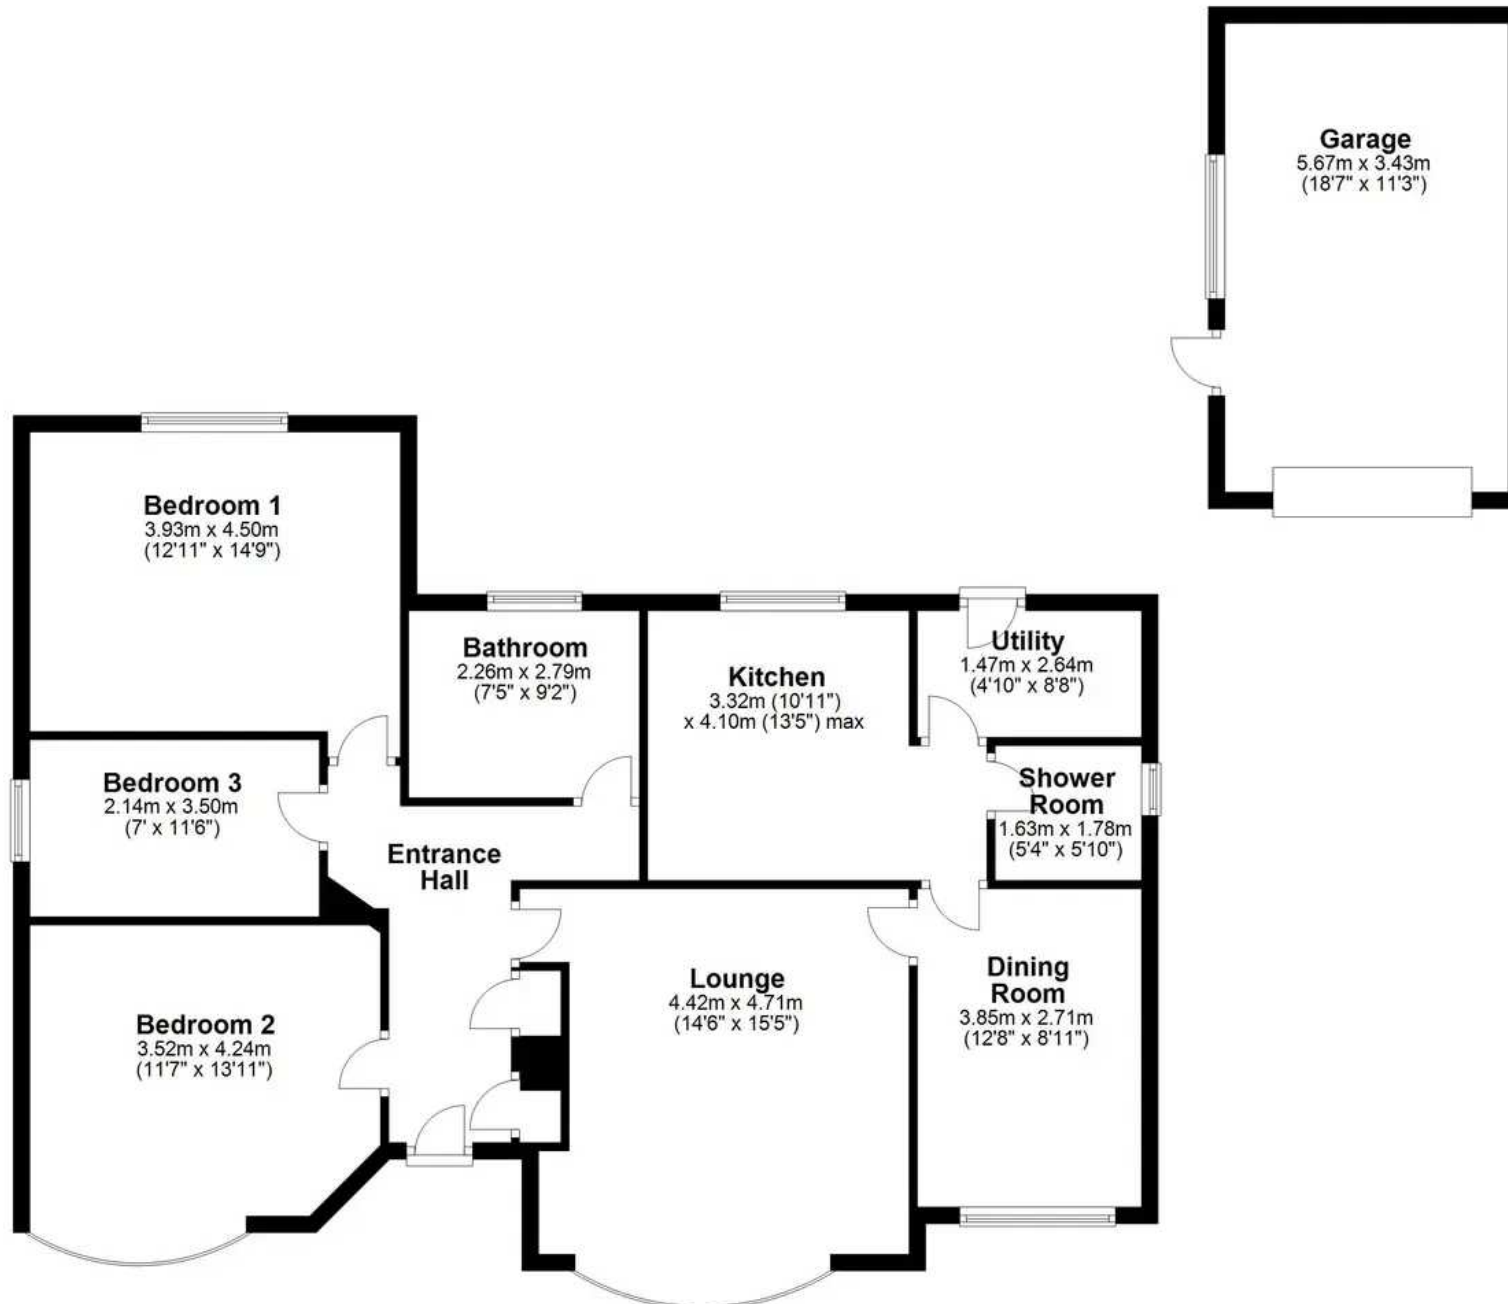 Garage
5.67m x 3.43m
(18'7" x 11'3")
Bedroom 1
3.93m x 4.50m
(12'11" x 14'9")
Bathroom
2.26m x 2.79m
(7'5" x 9'2")
Kitchen
3.32m (10'11")
x 4.10m (13'5") max
Utility
1.47m x 2.64m
(4'10" x 8'8")
Bedroom 3
2.14m x 3.50m
(7' x 11'6")
Shower
Room
1.63m x 1.78m
(5'4" x 5'10")
Entrance
Hall
Bedroom 2
3.52m x 4.24m
(11'7" x 13'11")
Lounge
4.42m x 4.71m
(14'6" x 15'5")
Dining
Room
3.85m x 2.71m
(12'8" x 8'11")